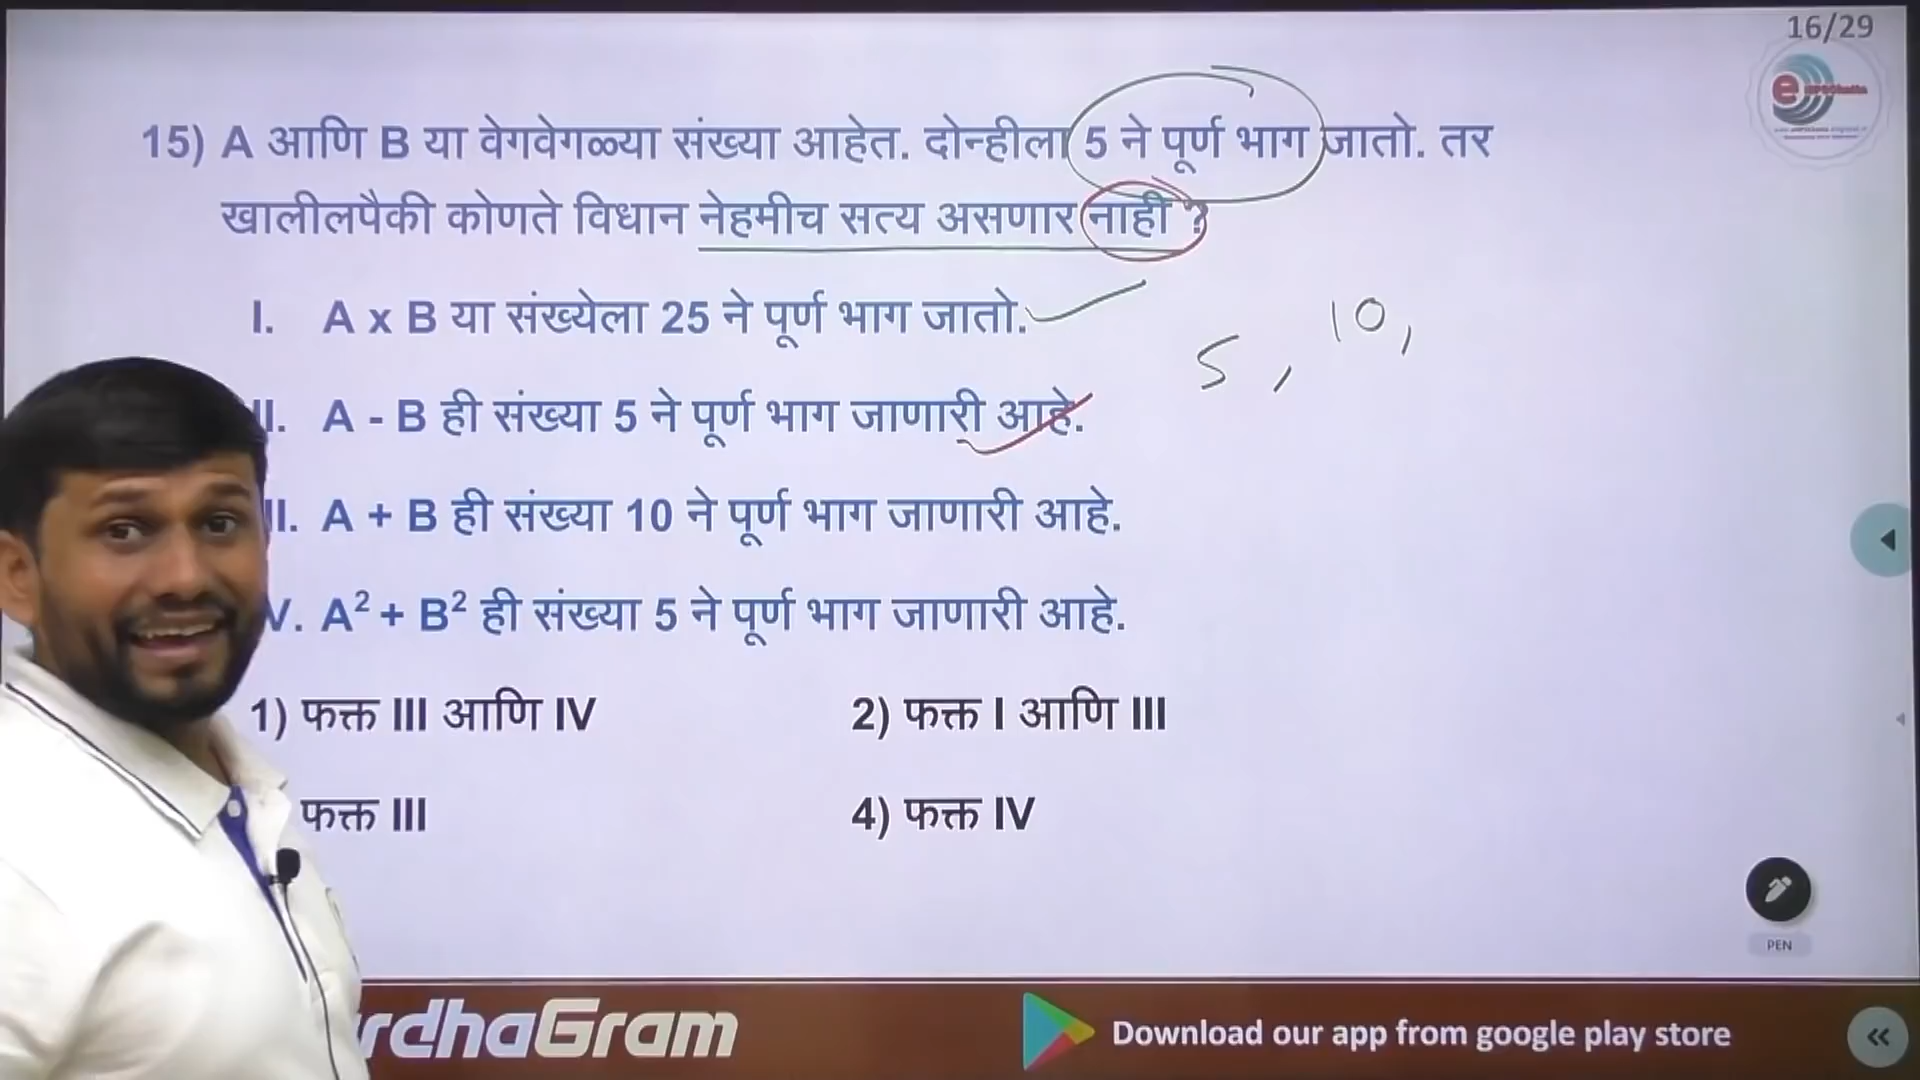 16/29
15) A आणि B या वेगवेगळ्या संख्या आहेत. दोन्हीला 5 ने पूर्ण भाग जातो. तर
खालीलपैकी कोणते विधान नेहमीच सत्य असणार नाही ?
I. A x B या संख्येला 25 ने पूर्ण भाग जातो.
5, 10,
II. A - B ही संख्या 5 ने पूर्ण भाग जाणारी आहे.
II. A + B ही संख्या 10 ने पूर्ण भाग जाणारी आहे.
V. A² + B² ही संख्या 5 ने पूर्ण भाग जाणारी आहे.
1) फक्त III आणि IV 2) फक्त I आणि III
फक्त III 4) फक्त IV
PEN
rdhaGram Download our app from google play store